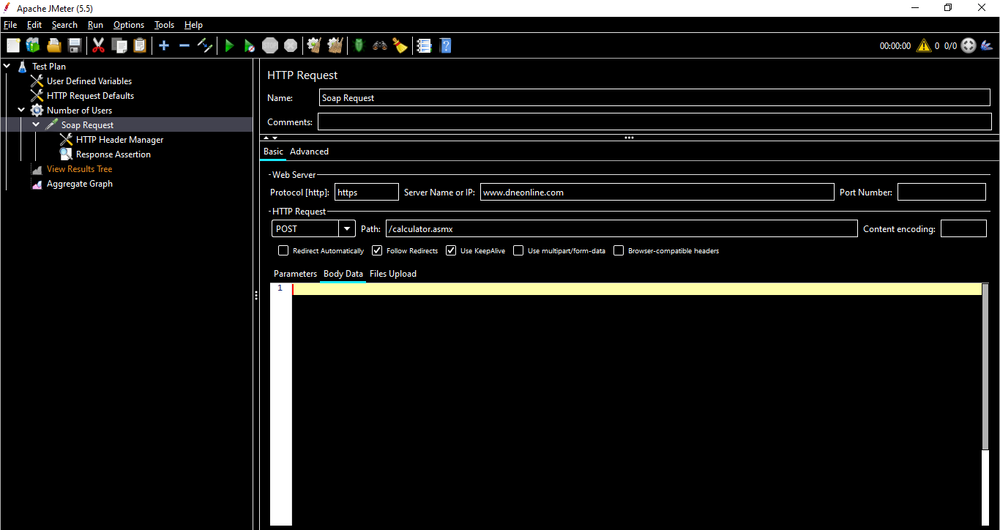 Apache JMeter (5.5)
File Edit Search Run Options Tools Help
00:00:00 0 0/0
Test Plan
User Defined Variables
HTTP Request Defaults
Number of Users
Soap Request
HTTP Header Manager
Response Assertion
View Results Tree
Aggregate Graph
HTTP Request
Name: Soap Request
Comments:
Basic Advanced
Web Server
Protocol [http]: https Server Name or IP: www.dneonline.com Port Number:
HTTP Request
POST Path: /calculator.asmx Content encoding:
Redirect Automatically Follow Redirects Use KeepAlive Use multipart/form-data Browser-compatible headers
Parameters Body Data Files Upload
1